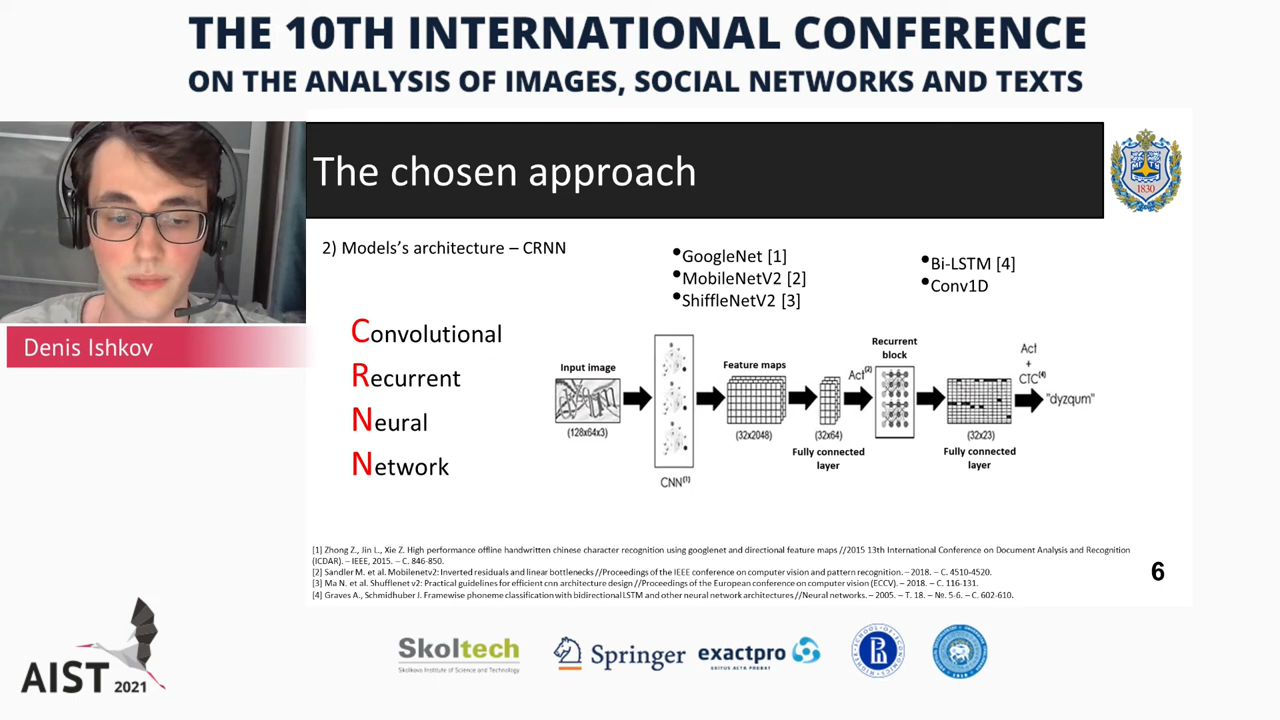 THE 10TH INTERNATIONAL CONFERENCE
ON THE ANALYSIS OF IMAGES, SOCIAL NETWORKS AND TEXTS
The chosen approach
1830
Denis Ishkov
2) Models's architecture – CRNN
•GoogleNet [1]
•MobileNetV2 [2]
•ShiffleNetV2 [3]
•Bi-LSTM [4]
•Conv1D
Convolutional
Recurrent
Neural
Network
Input image
(128x64x3)
CNN(1)
Feature maps
(32x2048)
(32x64)
Fully connected
layer
Act(2)
Recurrent
block
(32x23)
Fully connected
layer
Act
+
CTC(4)
"dyzqum"
[1] Zhong Z., Jin L., Xie Z. High performance offline handwritten chinese character recognition using googlenet and directional feature maps //2015 13th International Conference on Document Analysis and Recognition
(ICDAR). – IEEE, 2015. – C. 846-850.
[2] Sandler M. et al. Mobilenetv2: Inverted residuals and linear bottlenecks //Proceedings of the IEEE conference on computer vision and pattern recognition. – 2018. – C. 4510-4520.
[3] Ma N. et al. Shufflenet v2: Practical guidelines for efficient cnn architecture design //Proceedings of the European conference on computer vision (ECCV). – 2018. – C. 116-131.
[4] Graves A., Schmidhuber J. Framewise phoneme classification with bidirectional LSTM and other neural network architectures //Neural networks. – 2005. – T. 18. – №. 5-6. – C. 602-610.
6
AIST 2021
Skoltech
Skolkovo Institute of Science and Technology
Springer
exactpro
EXITUS ACTA PROBAT
HIGHER SCHOOL OF ECONOMICS